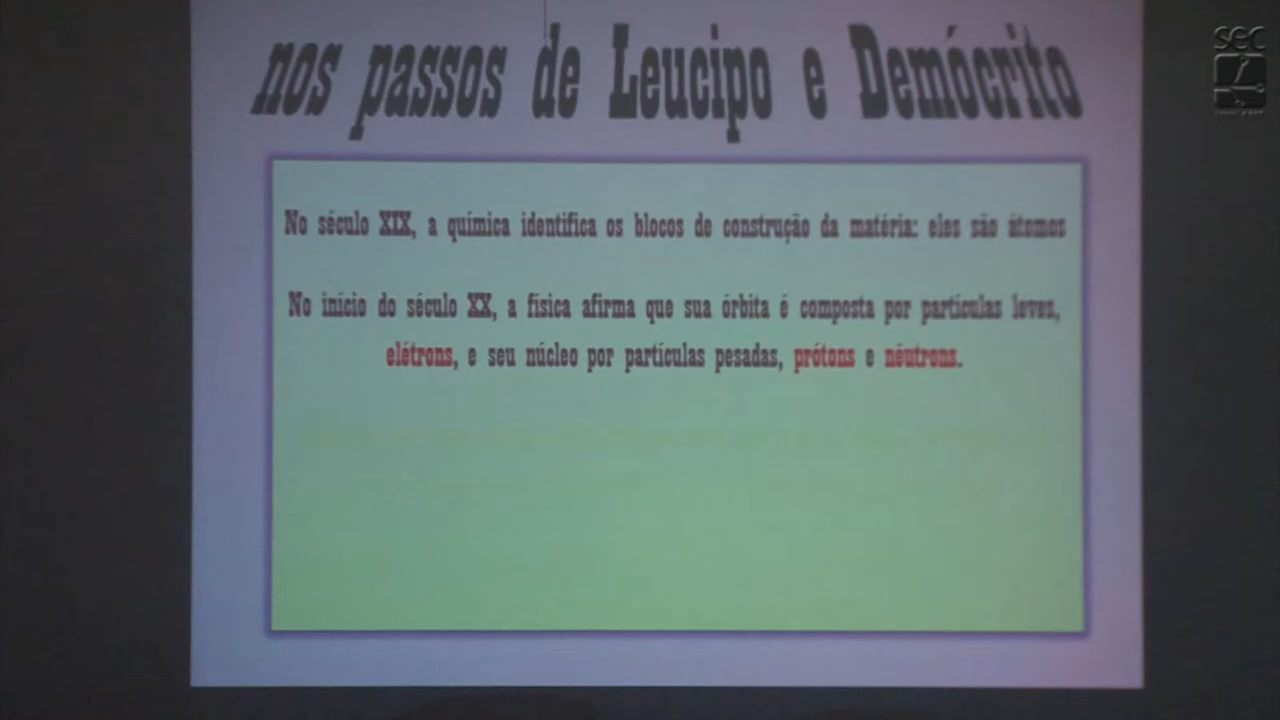 nos passos de Leucipo e Demócrito
No século XIX, a química identifica os blocos de construção da matéria: eles são átomos
No início do século XX, a física afirma que sua órbita é composta por partículas leves,
elétrons, e seu núcleo por partículas pesadas, prótons e nêutrons.
sec